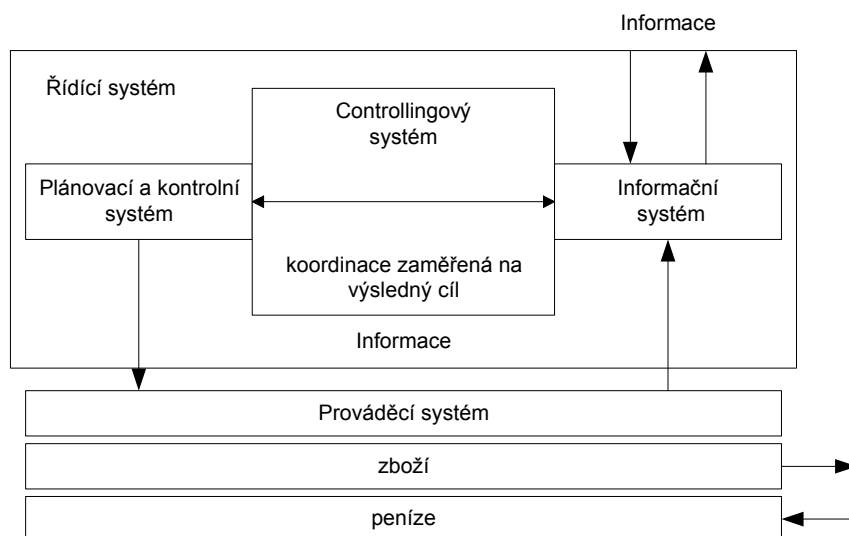 Informace
Řídící systém
Controllingový
systém
Plánovací a kontrolní
systém
Informační
systém
koordinace zaměřená na
výsledný cíl
Informace
Prováděcí systém
zboží
peníze